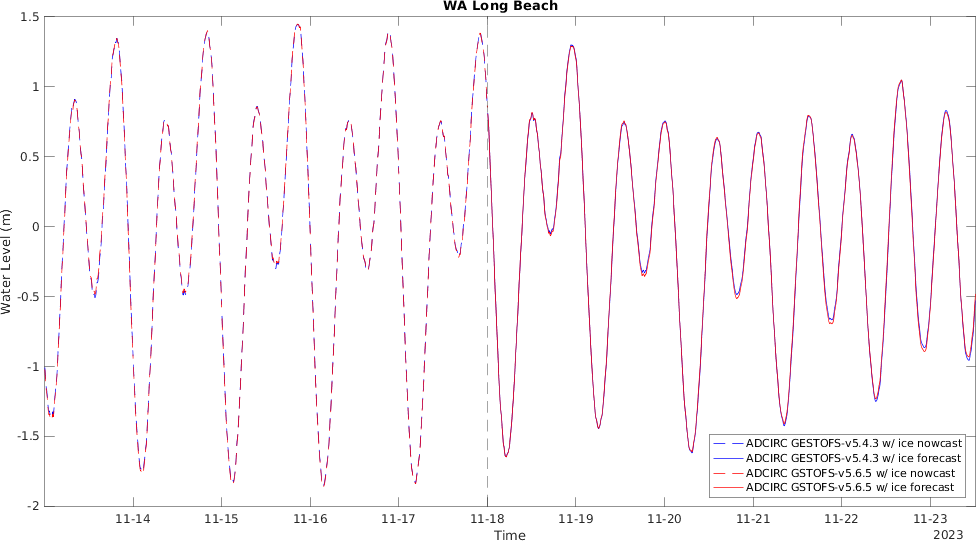 WA Long Beach
1.5
1
0.5
0
-0.5
-1
-1.5
-2
Water Level (m)
11-14 11-15 11-16 11-17 11-18 11-19 11-20 11-21 11-22 11-23
Time
2023
ADCIRC GESTOFS-v5.4.3 w/ ice nowcast
ADCIRC GESTOFS-v5.4.3 w/ ice forecast
ADCIRC GSTOFS-v5.6.5 w/ ice nowcast
ADCIRC GSTOFS-v5.6.5 w/ ice forecast